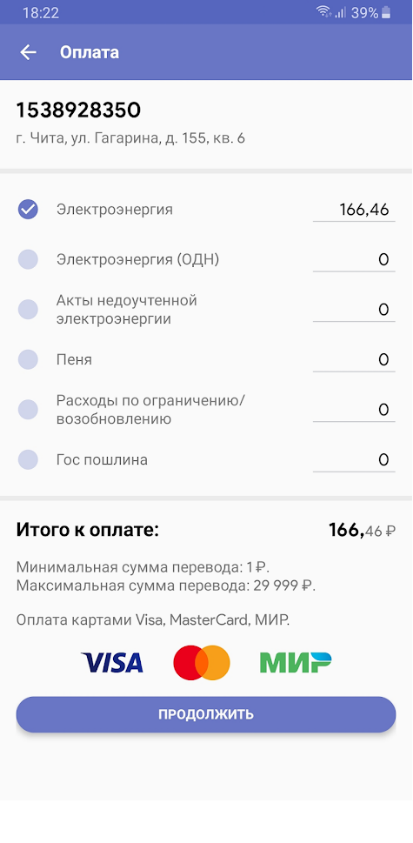 18:22 39%
Оплата
1538928350
г. Чита, ул. Гагарина, д. 155, кв. 6
Электроэнергия 166,46
Электроэнергия (ОДН) 0
Акты недоучтенной
электроэнергии 0
Пеня 0
Расходы по ограничению/
возобновлению 0
Гос пошлина 0
Итого к оплате: 166,46 ₽
Минимальная сумма перевода: 1 ₽.
Максимальная сумма перевода: 29 999 ₽.
Оплата картами Visa, MasterCard, МИР.
VISA МИР
ПРОДОЛЖИТЬ